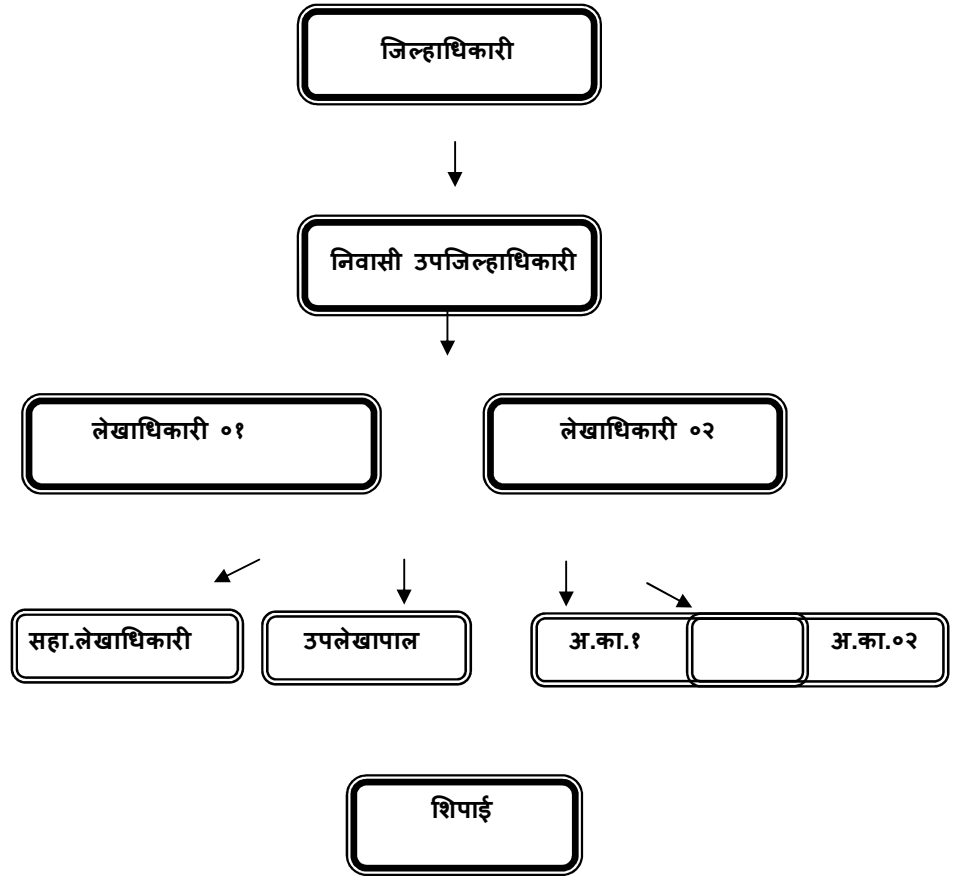 जिल्हाधिकारी
निवासी उपजिल्हाधिकारी
लेखाधिकारी ०१
लेखाधिकारी ०२
सहा.लेखाधिकारी
उपलेखापाल
अ.का.१
अ.का.०२
शिपाई